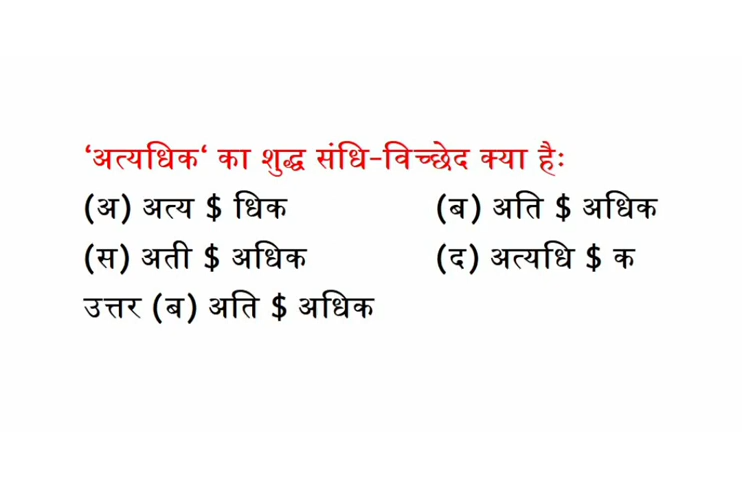 ‘अत्यधिक‘ का शुद्ध संधि-विच्छेद क्या हैः
(अ) अत्य $ धिक (ब) अति $ अधिक
(स) अती $ अधिक (द) अत्यधि $ क
उत्तर (ब) अति $ अधिक